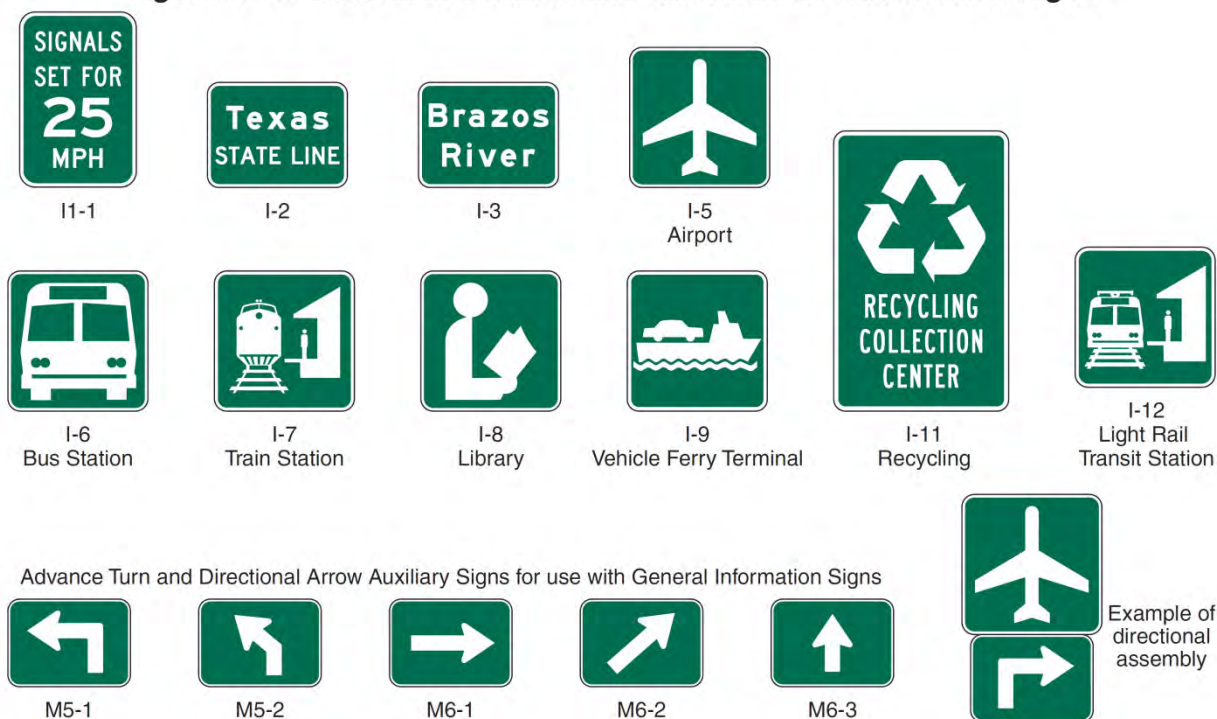 SIGNALS
SET FOR
25
MPH
I1-1
Texas
STATE LINE
I-2
Brazos
River
I-3
I-5
Airport
I-6
Bus Station
I-7
Train Station
I-8
Library
I-9
Vehicle Ferry Terminal
RECYCLING
COLLECTION
CENTER
I-11
Recycling
I-12
Light Rail
Transit Station
Advance Turn and Directional Arrow Auxiliary Signs for use with General Information Signs
M5-1
M5-2
M6-1
M6-2
M6-3
Example of
directional
assembly